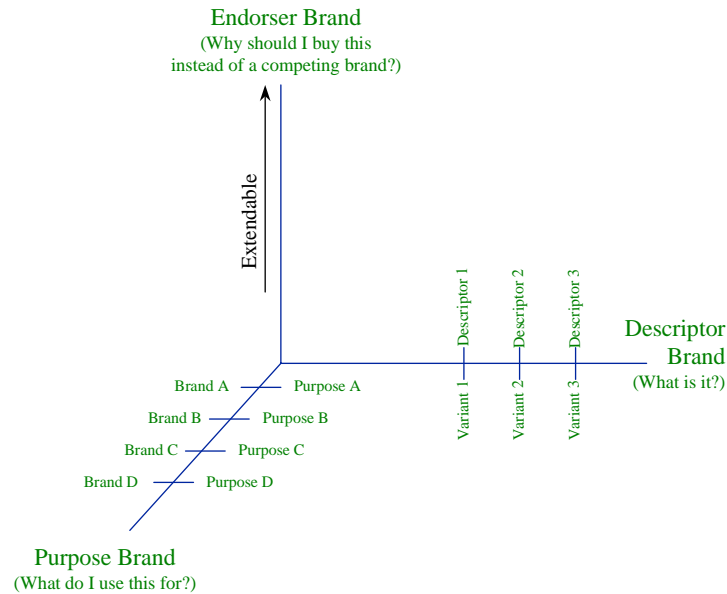 Endorser Brand
(Why should I buy this
instead of a competing brand?)
Extendable
Descriptor 1
Descriptor 2
Descriptor 3
Descriptor
Brand
(What is it?)
Variant 1
Variant 2
Variant 3
Brand A
Purpose A
Brand B
Purpose B
Brand C
Purpose C
Brand D
Purpose D
Purpose Brand
(What do I use this for?)